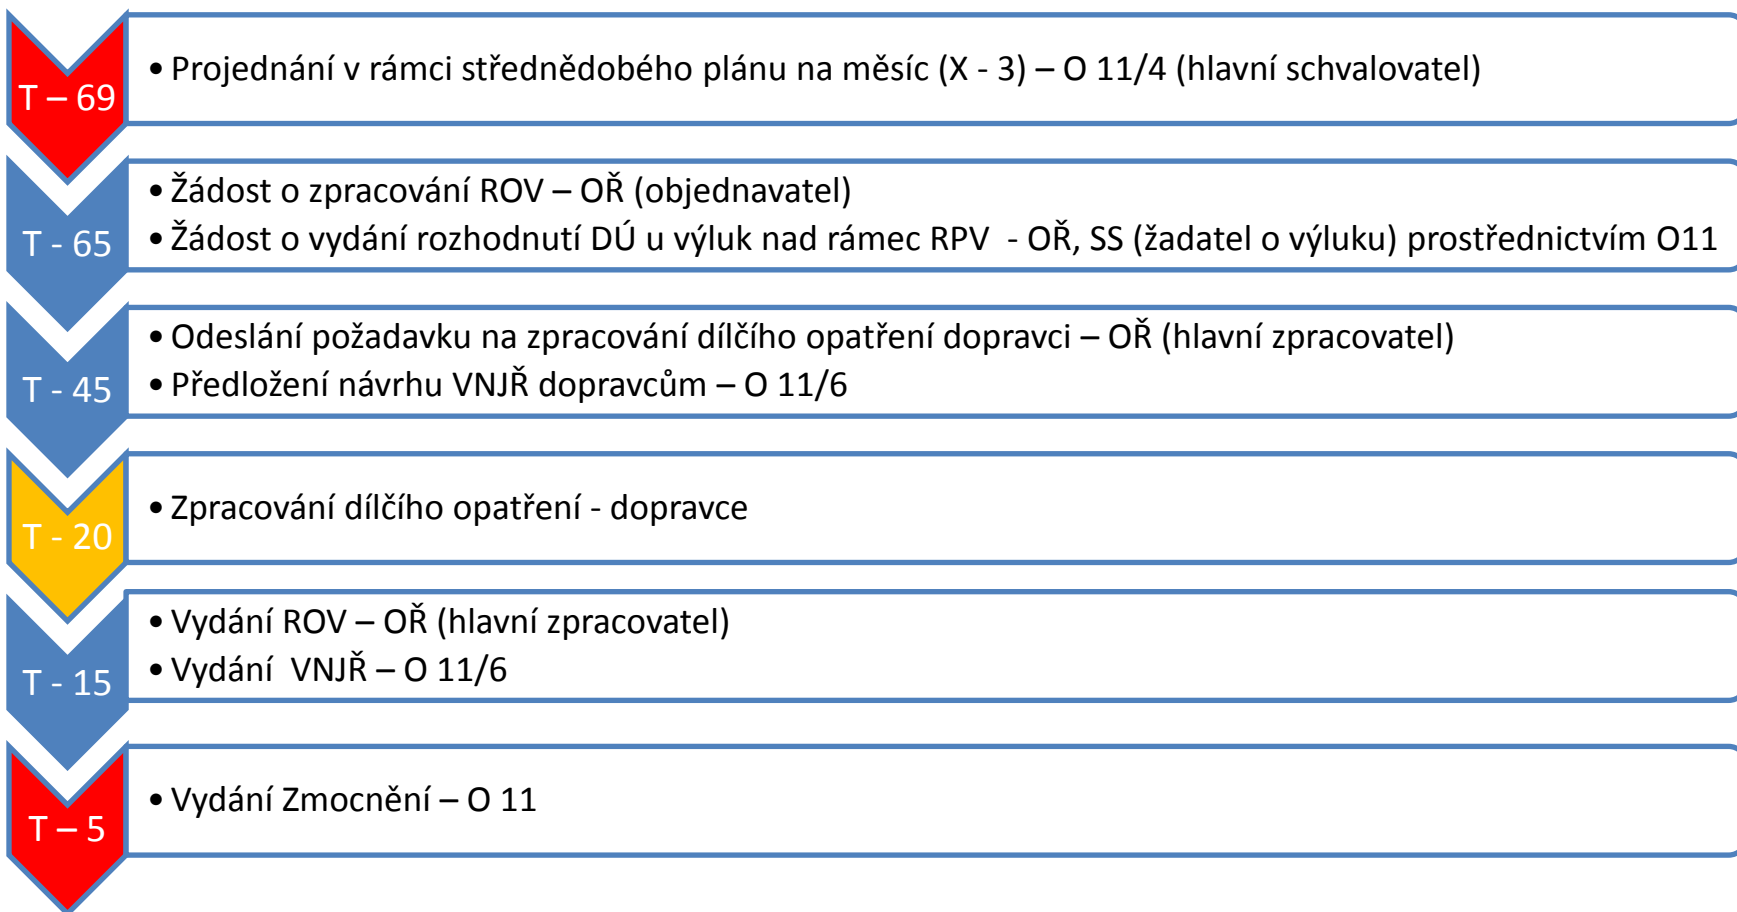 T – 69
• Projednání v rámci střednědobého plánu na měsíc (X - 3) – O 11/4 (hlavní schvalovatel)
T - 65
• Žádost o zpracování ROV – OŘ (objednavatel)
• Žádost o vydání rozhodnutí DÚ u výluk nad rámec RPV - OŘ, SS (žadatel o výluku) prostřednictvím O11
T - 45
• Odeslání požadavku na zpracování dílčího opatření dopravci – OŘ (hlavní zpracovatel)
• Předložení návrhu VNJŘ dopravcům – O 11/6
T - 20
• Zpracování dílčího opatření - dopravce
T - 15
• Vydání ROV – OŘ (hlavní zpracovatel)
• Vydání VNJŘ – O 11/6
T – 5
• Vydání Zmocnění – O 11